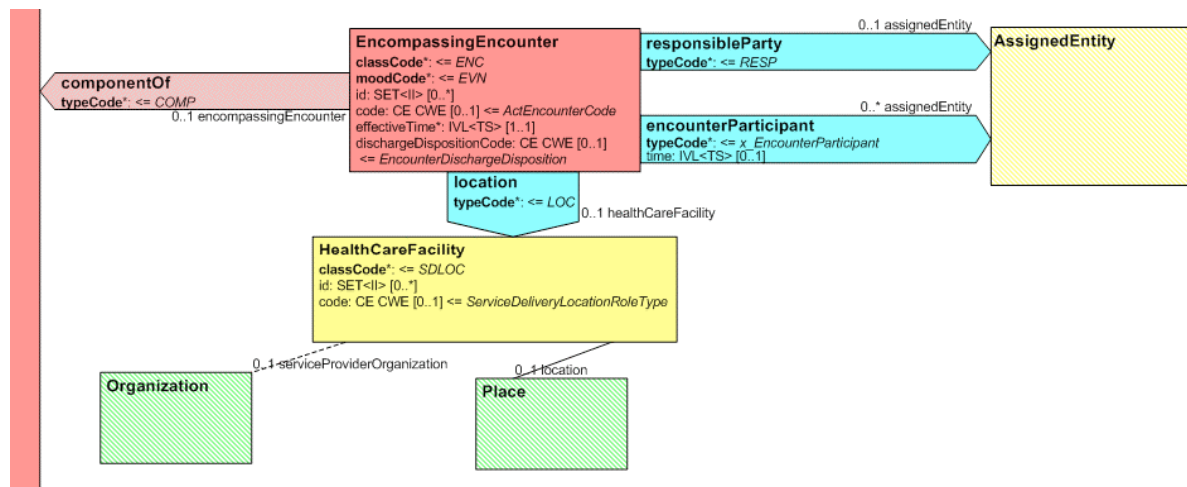 0..1 assignedEntity
EncompassingEncounter
classCode*: <= ENC
moodCode*: <= EVN
id: SET<II> [0..*]
code: CE CWE [0..1] <= ActEncounterCode
effectiveTime*: IVL<TS> [1..1]
dischargeDispositionCode: CE CWE [0..1]
<= EncounterDischargeDisposition
responsibleParty
typeCode*: <= RESP
AssignedEntity
componentOf
typeCode*: <= COMP
0..1 encompassingEncounter
0..* assignedEntity
encounterParticipant
typeCode*: <= x_EncounterParticipant
time: IVL<TS> [0..1]
location
typeCode*: <= LOC
0..1 healthCareFacility
HealthCareFacility
classCode*: <= SDLOC
id: SET<II> [0..*]
code: CE CWE [0..1] <= ServiceDeliveryLocationRoleType
0..1 serviceProviderOrganization
0..1 location
Organization
Place